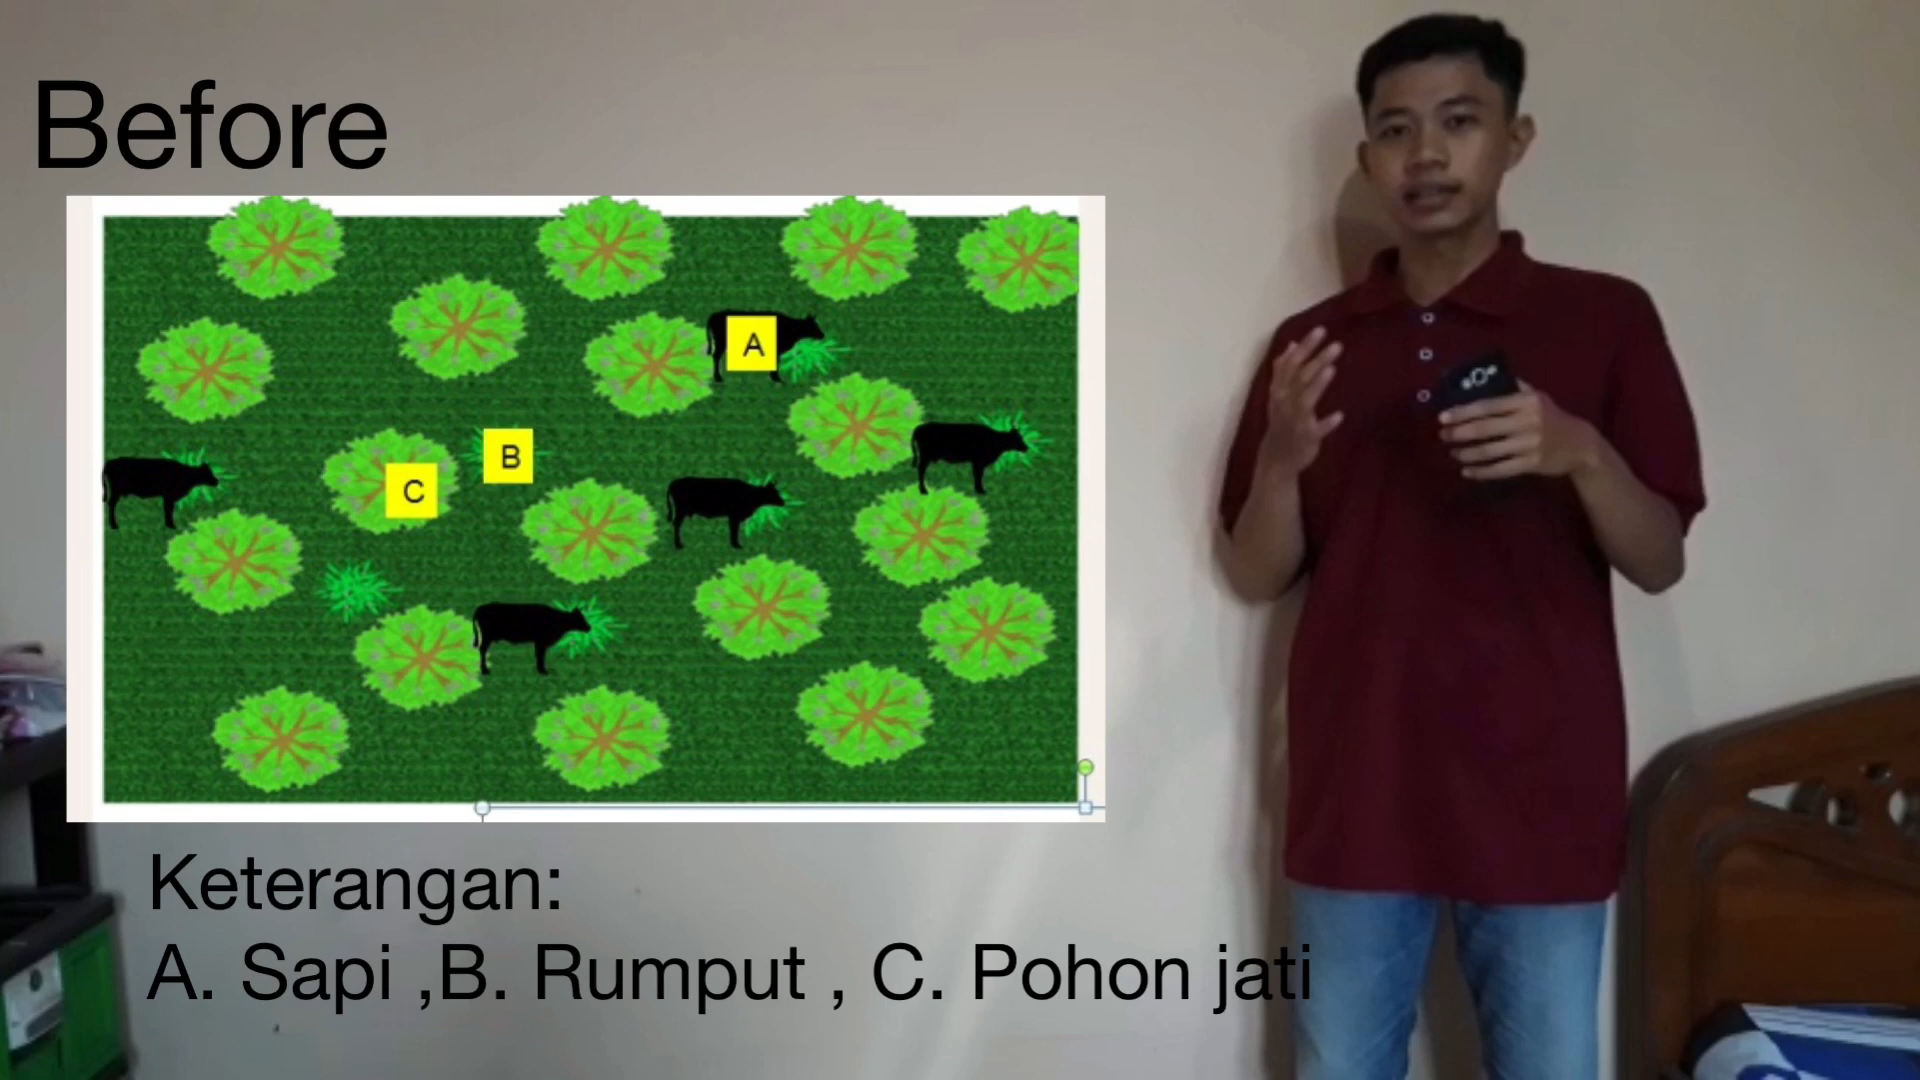 Before
A
B
C
Keterangan:
A. Sapi ,B. Rumput , C. Pohon jati